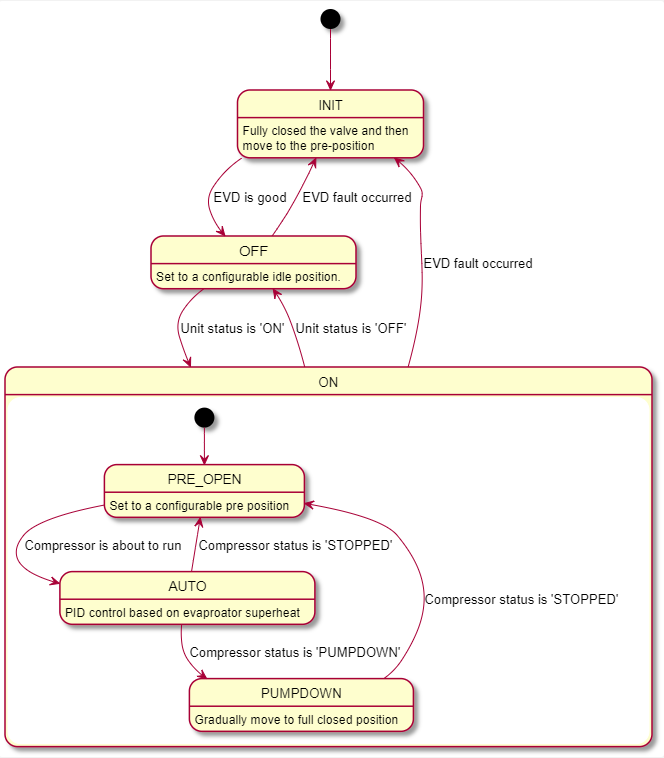 INIT
Fully closed the valve and then
move to the pre-position
EVD is good
EVD fault occurred
OFF
Set to a configurable idle position.
EVD fault occurred
Unit status is 'ON'
Unit status is 'OFF'
ON
PRE_OPEN
Set to a configurable pre position
Compressor is about to run
Compressor status is 'STOPPED'
AUTO
PID control based on evaproator superheat
Compressor status is 'STOPPED'
Compressor status is 'PUMPDOWN'
PUMPDOWN
Gradually move to full closed position